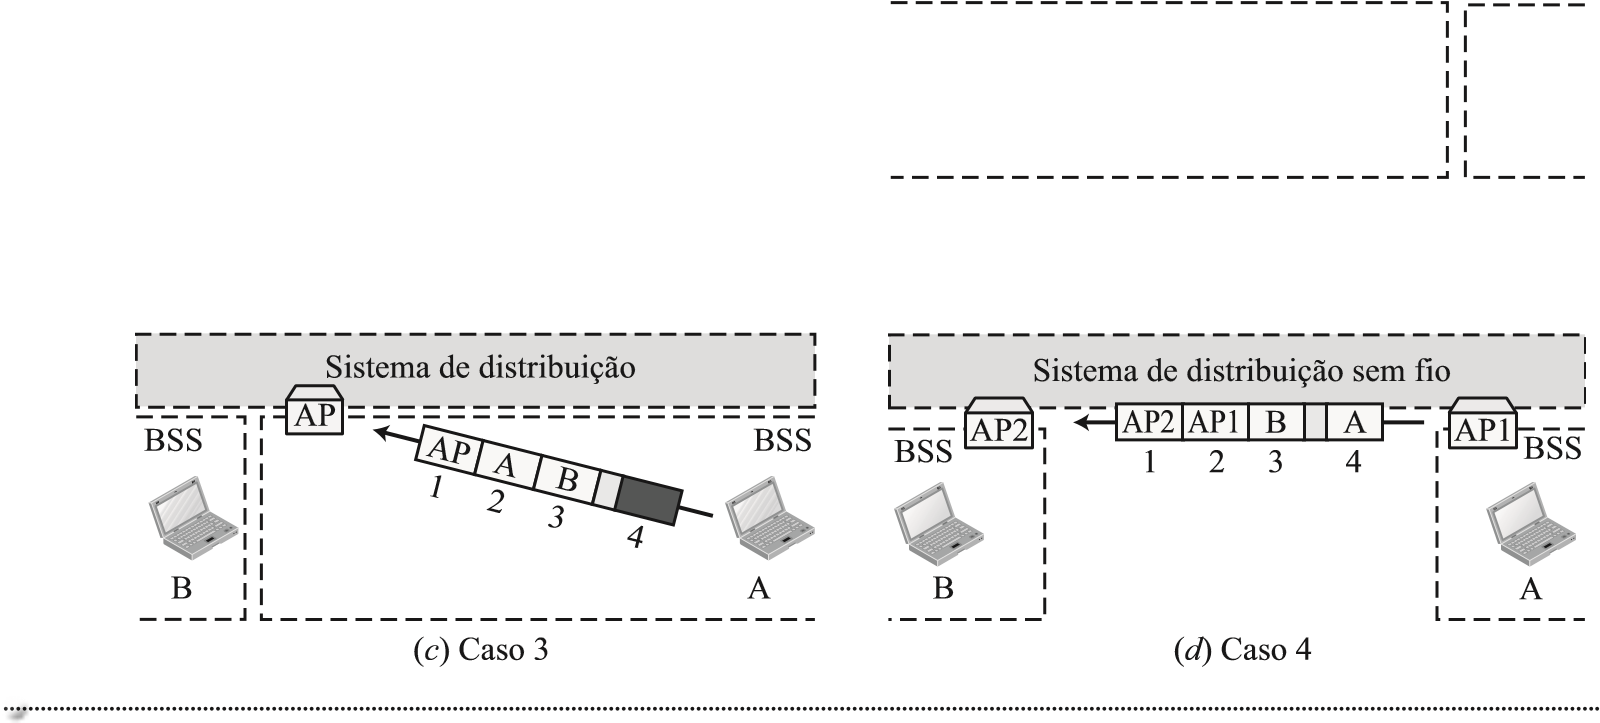 Sistema de distribuição
AP
BSS
BSS
AP A B
1 2 3 4
B
A
(c) Caso 3
Sistema de distribuição sem fio
AP2
AP2 AP1 B A
AP1
BSS
1 2 3 4
BSS
B
A
(d) Caso 4